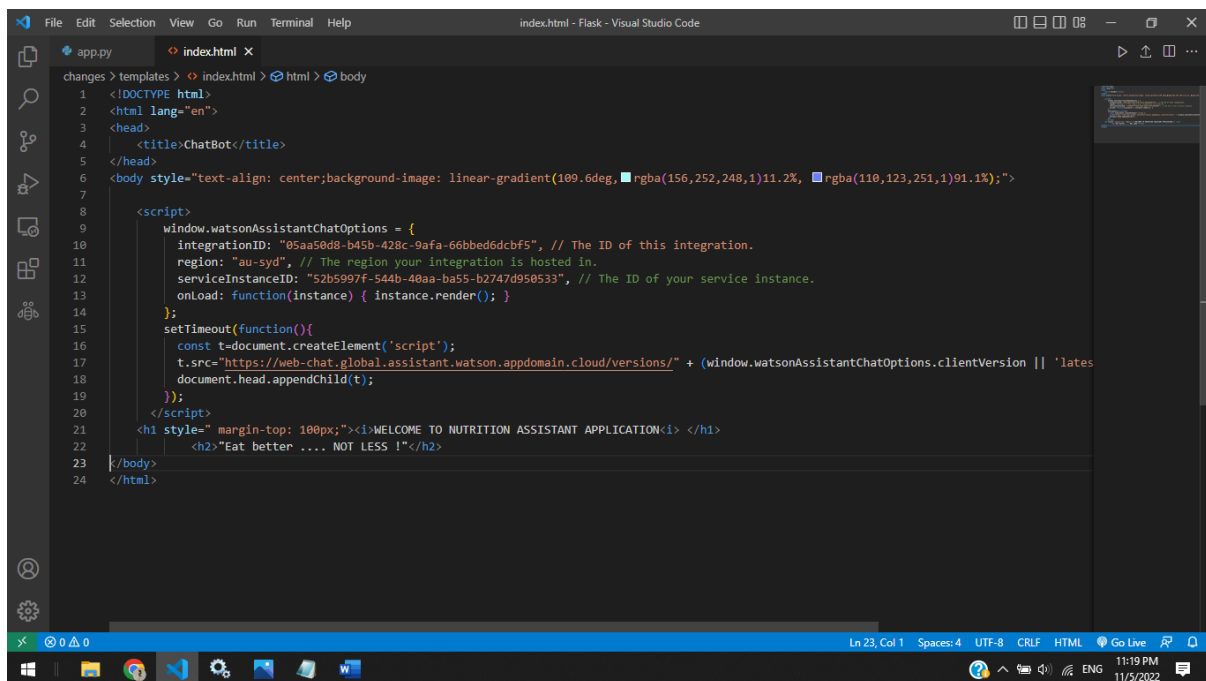 File Edit Selection View Go Run Terminal Help index.html - Flask - Visual Studio Code
app.py <> index.html
changes > templates > <> index.html > html > body
1 <!DOCTYPE html>
2 <html lang="en">
3 <head>
4 <title>ChatBot</title>
5 </head>
6 <body style="text-align: center;background-image: linear-gradient(109.6deg, rgba(156,252,248,1)11.2%, rgba(110,123,251,1)91.1%);">
7
8 <script>
9 window.watsonAssistantChatOptions = {
10 integrationID: "05aa50d8-b45b-428c-9afa-66bbed6dcbf5", // The ID of this integration.
11 region: "au-syd", // The region your integration is hosted in.
12 serviceInstanceID: "52b5997f-544b-40aa-ba55-b2747d950533", // The ID of your service instance.
13 onLoad: function(instance) { instance.render(); }
14 };
15 setTimeout(function(){
16 const t=document.createElement('script');
17 t.src="https://web-chat.global.assistant.watson.appdomain.cloud/versions/" + (window.watsonAssistantChatOptions.clientVersion || 'lates
18 document.head.appendChild(t);
19 });
20 </script>
21 <h1 style=" margin-top: 100px;"><i>WELCOME TO NUTRITION ASSISTANT APPLICATION<i> </h1>
22 <h2>"Eat better .... NOT LESS !"</h2>
23 </body>
24 </html>
0 0 Ln 23, Col 1 Spaces: 4 UTF-8 CRLF HTML Go Live
ENG 11:19 PM
11/5/2022